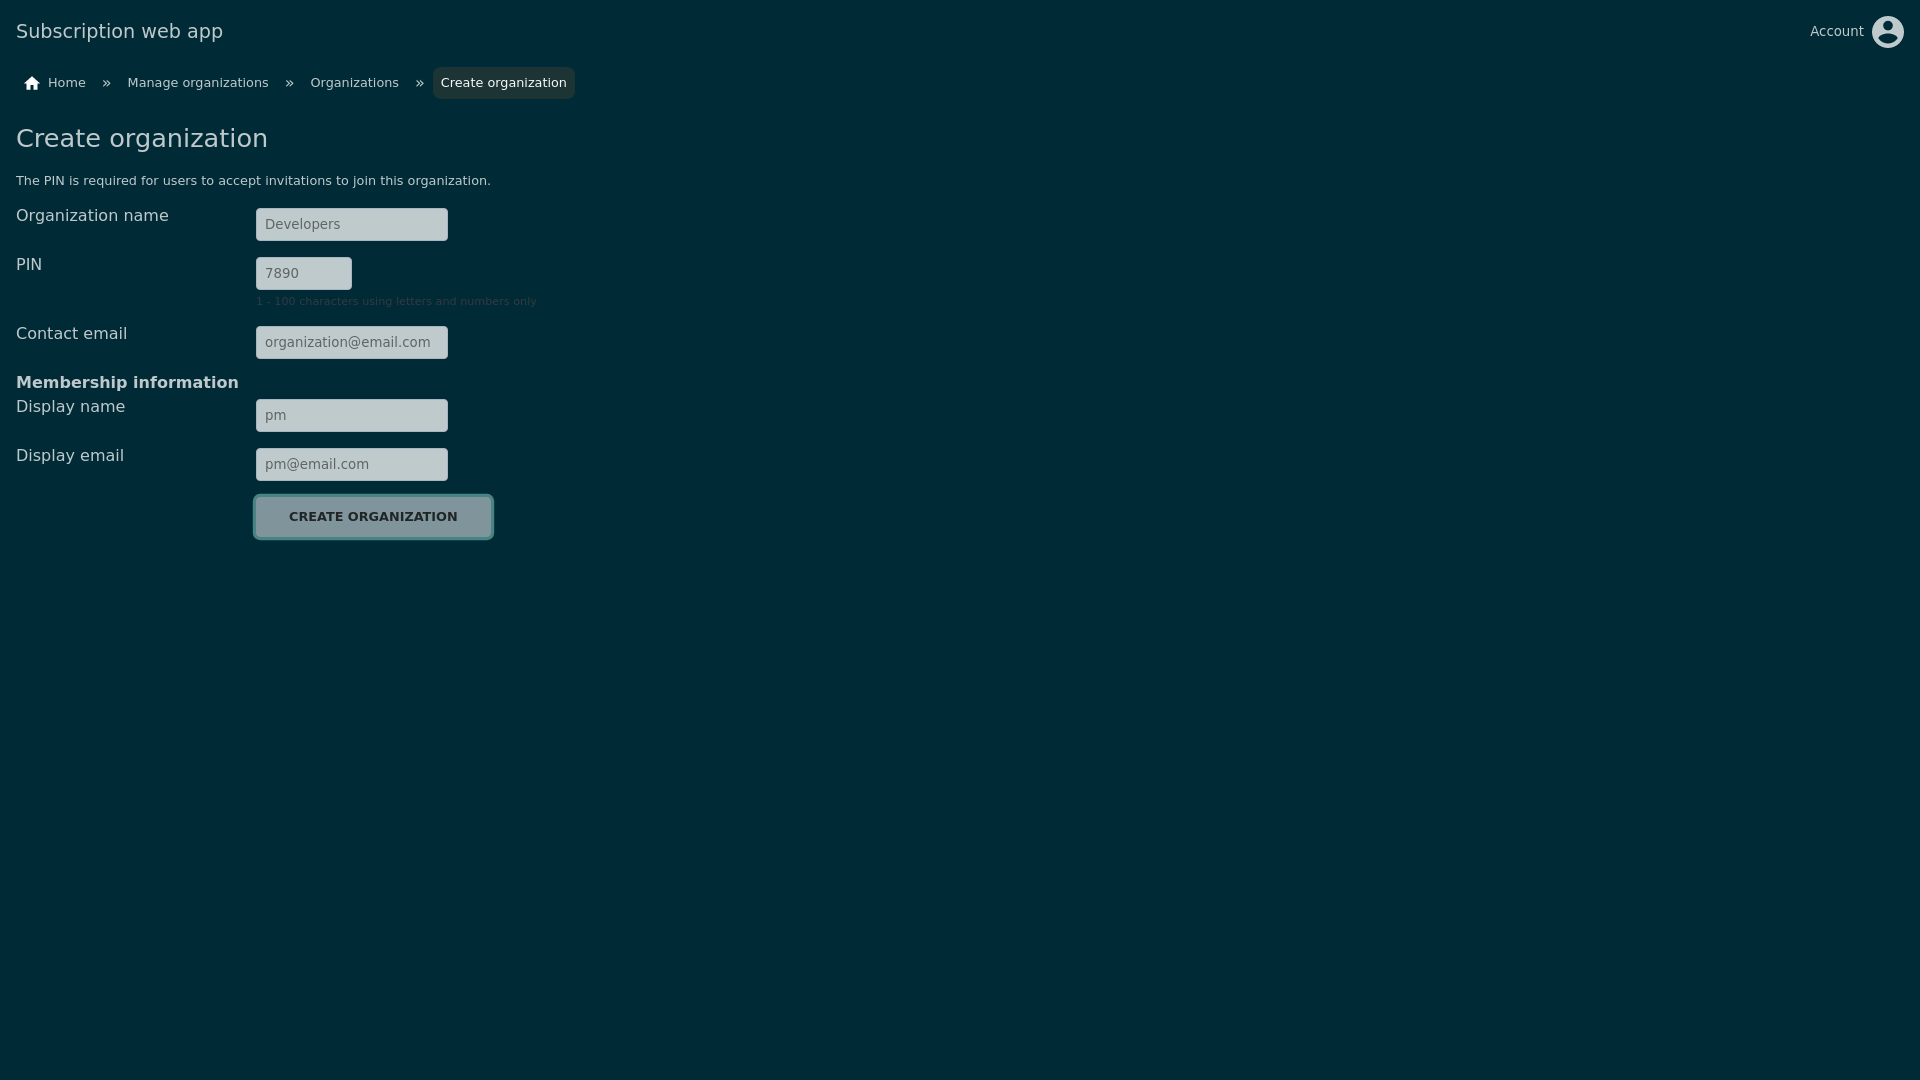 Subscription web app
Account
Home » Manage organizations » Organizations » Create organization
Create organization
The PIN is required for users to accept invitations to join this organization.
Organization name
Developers
PIN
7890
1 - 100 characters using letters and numbers only
Contact email
organization@email.com
Membership information
Display name
pm
Display email
pm@email.com
CREATE ORGANIZATION